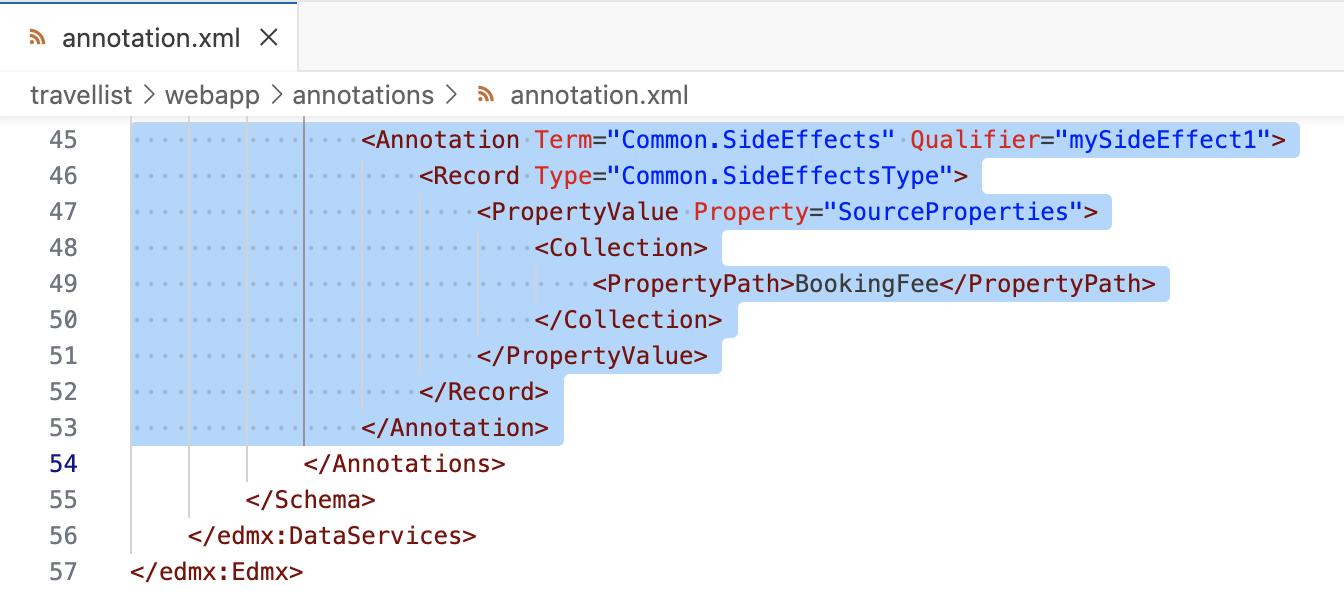 annotation.xml
travellist > webapp > annotations > annotation.xml
45 <Annotation Term="Common.SideEffects" Qualifier="mySideEffect1">
46 <Record Type="Common.SideEffectsType">
47 <PropertyValue Property="SourceProperties">
48 <Collection>
49 <PropertyPath>BookingFee</PropertyPath>
50 </Collection>
51 </PropertyValue>
52 </Record>
53 </Annotation>
54 </Annotations>
55 </Schema>
56 </edmx:DataServices>
57 </edmx:Edmx>